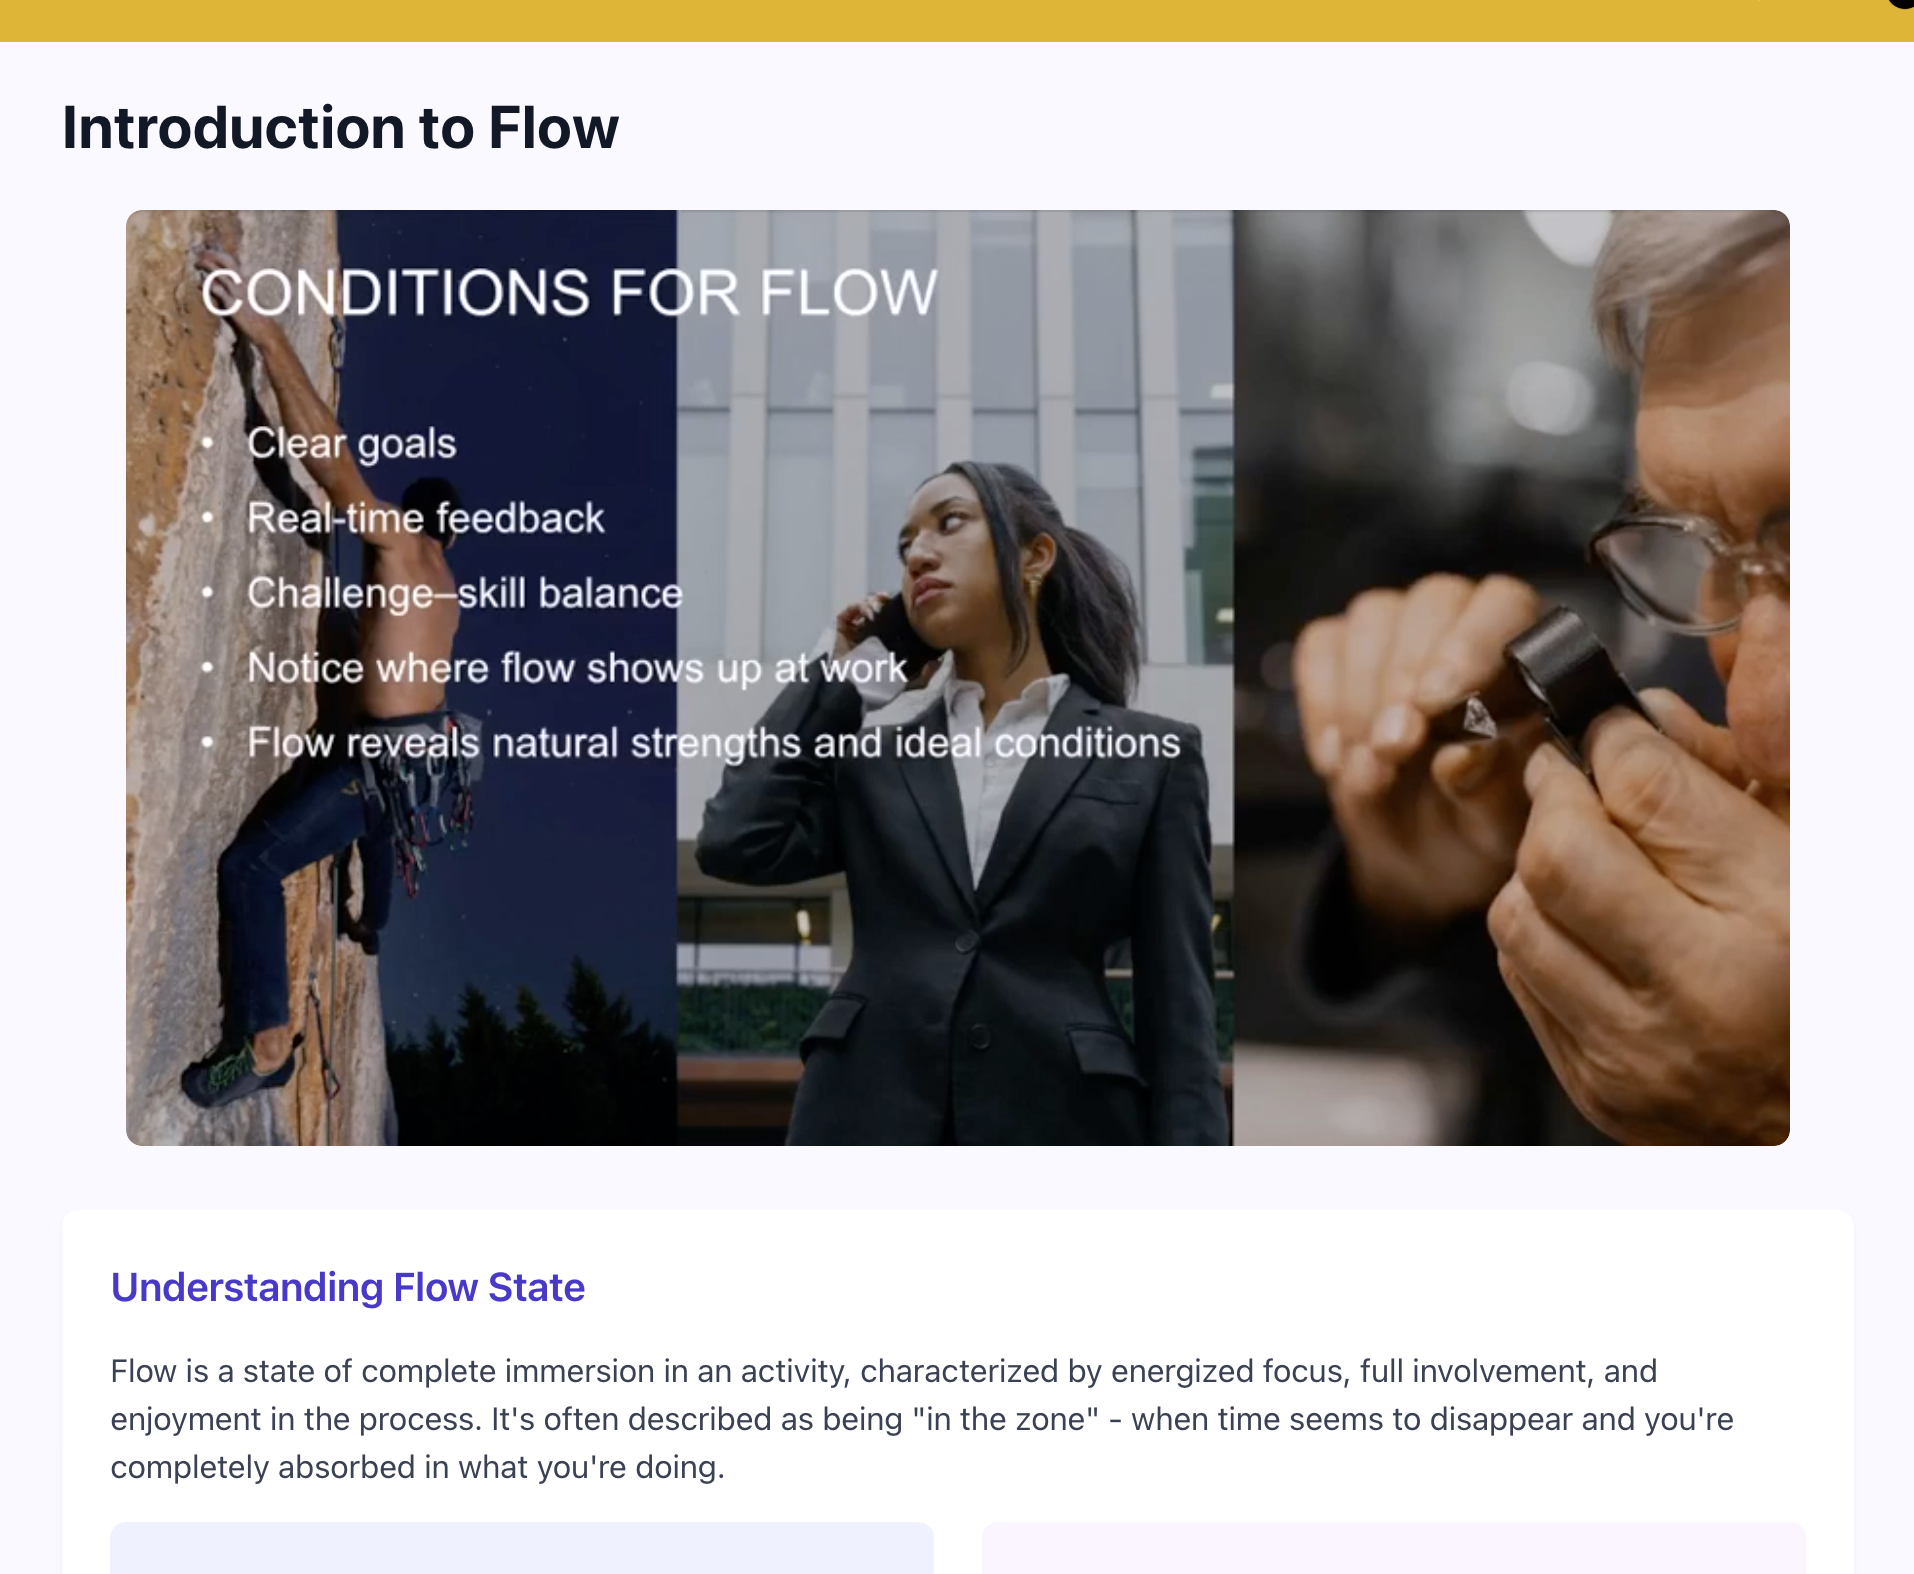 Introduction to Flow
CONDITIONS FOR FLOW
• Clear goals
• Real-time feedback
• Challenge–skill balance
• Notice where flow shows up at work
• Flow reveals natural strengths and ideal conditions
Understanding Flow State
Flow is a state of complete immersion in an activity, characterized by energized focus, full involvement, and
enjoyment in the process. It's often described as being "in the zone" - when time seems to disappear and you're
completely absorbed in what you're doing.